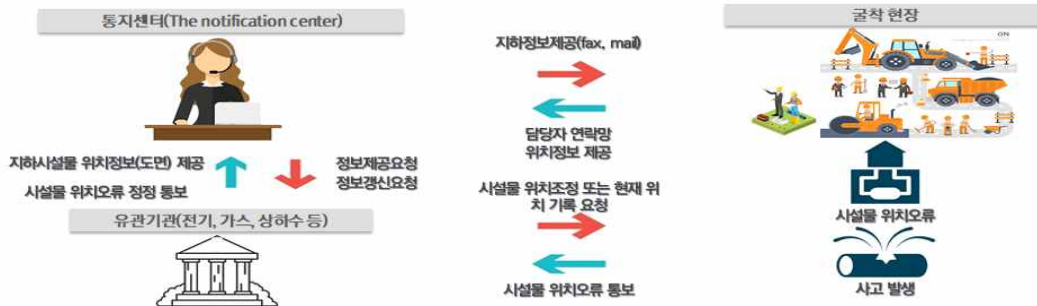 통지센터(The notification center)
굴착 현장
지하정보제공(fax, mail)
ON
담당자 연락망
위치정보 제공
지하시설물 위치정보(도면) 제공
시설물 위치오류 정정 통보
정보제공요청
정보갱신요청
시설물 위치조정 또는 현재 위
치 기록 요청
유관기관(전기, 가스, 상하수 등)
시설물 위치오류 통보
시설물 위치오류
사고 발생